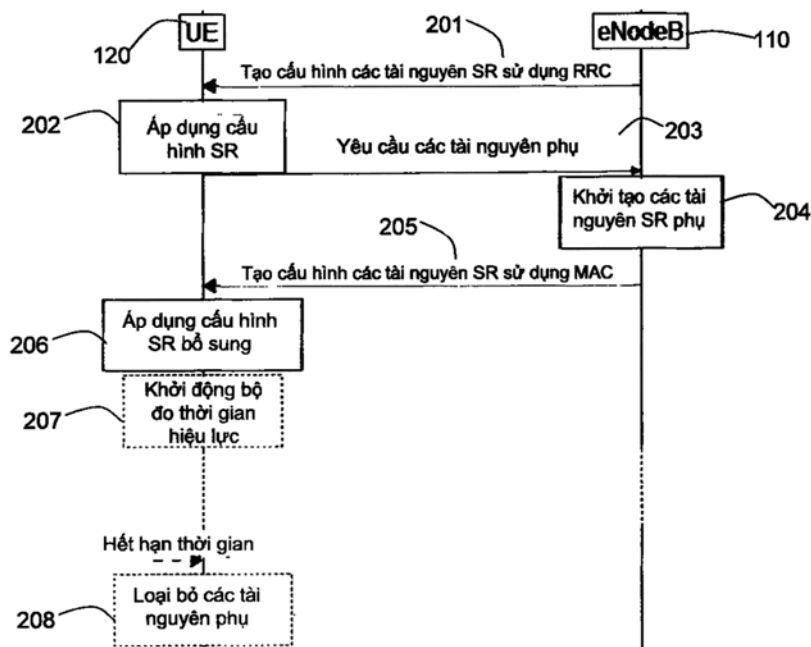 UE
eNodeB
120
201
110
Tạo cấu hình các tài nguyên SR sử dụng RRC
202
Áp dụng cấu
hình SR
203
Yêu cầu các tài nguyên phụ
Khởi tạo các tài
nguyên SR phụ
204
205
Tạo cấu hình các tài nguyên SR sử dụng MAC
Áp dụng cấu hình
SR bổ sung
206
Khởi động bộ
đo thời gian
hiệu lực
207
Hết hạn thời gian
Loại bỏ các tài
nguyên phụ
208